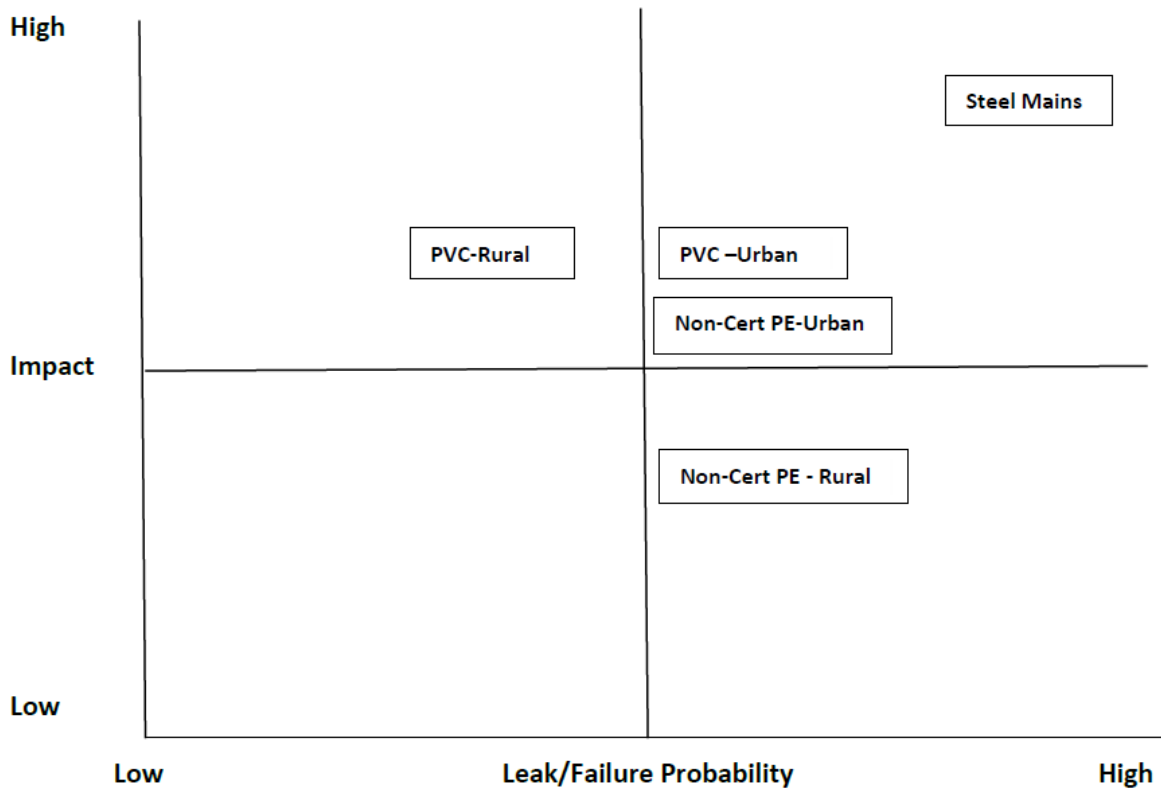 High
Steel Mains
PVC-Rural
PVC –Urban
Non-Cert PE-Urban
Impact
Non-Cert PE - Rural
Low
Low
Leak/Failure Probability
High